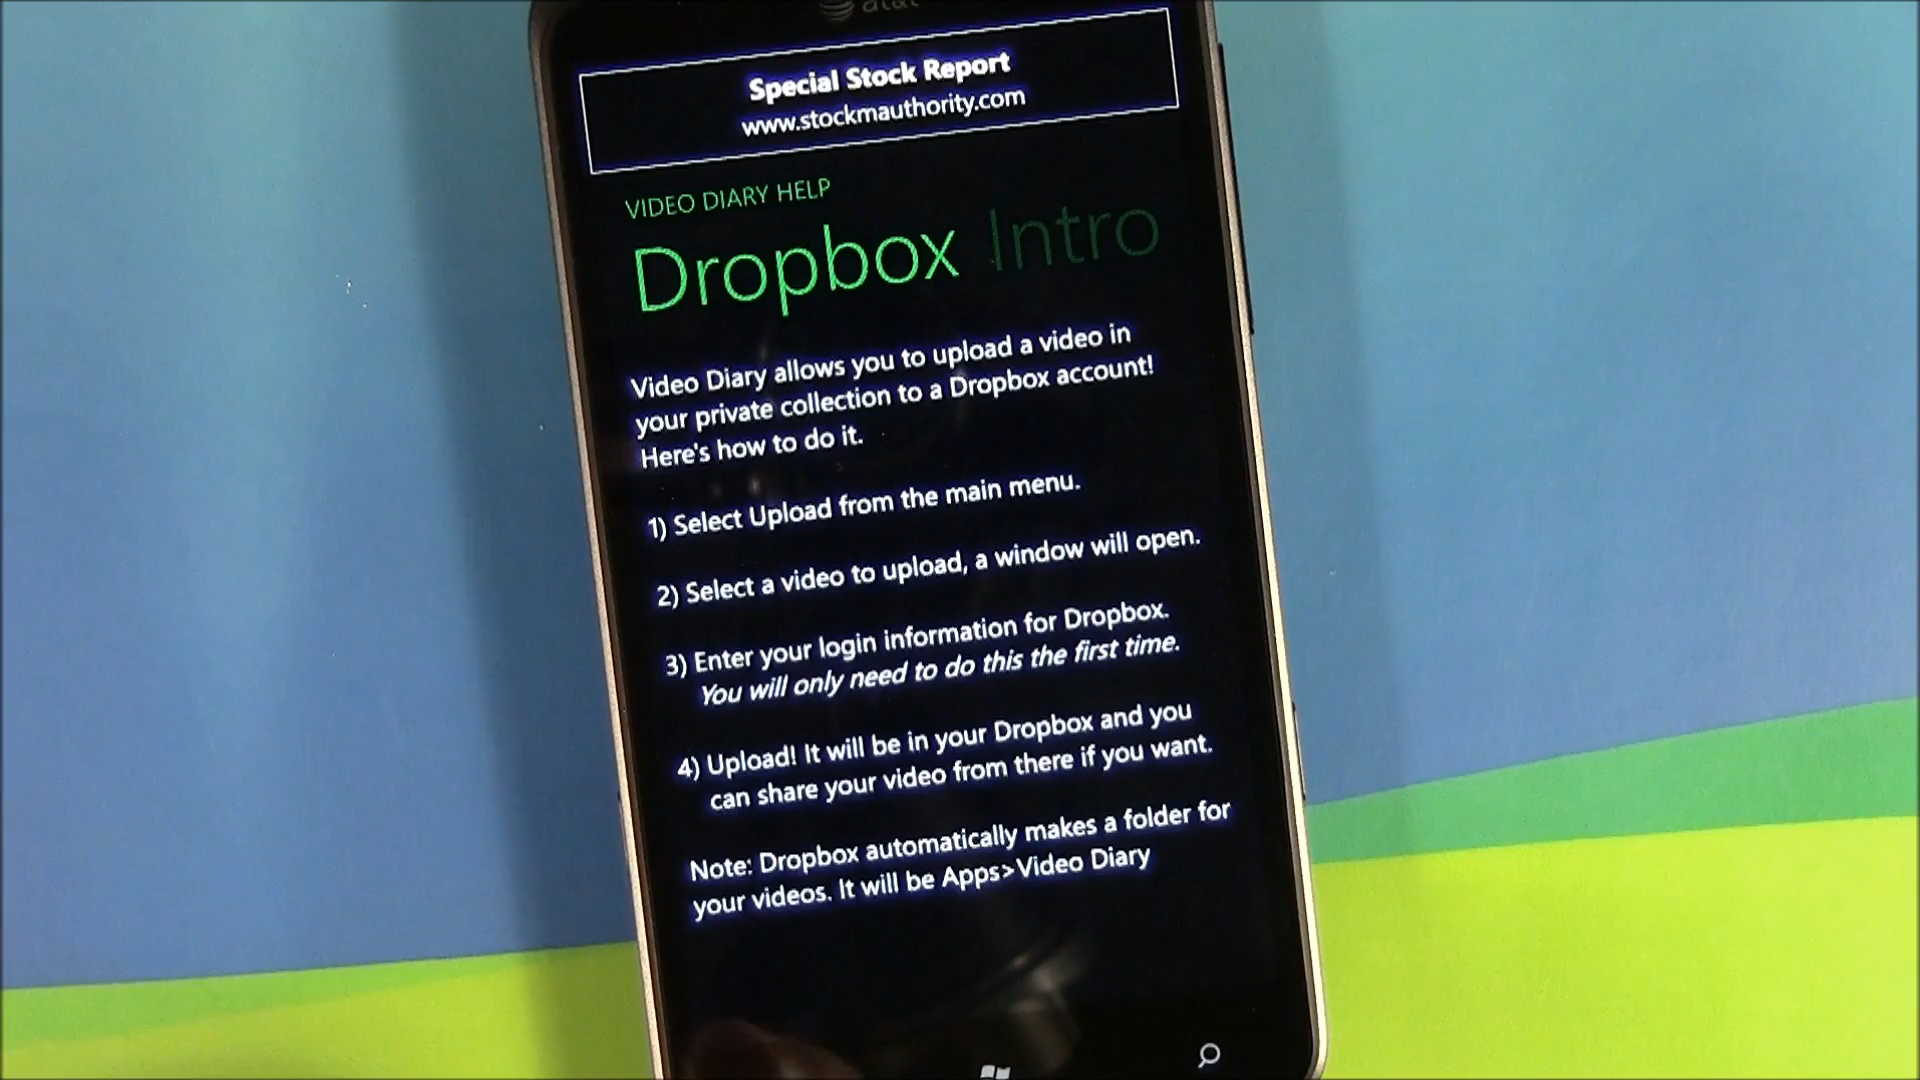 at&t
Special Stock Report
www.stockmauthority.com
VIDEO DIARY HELP
Dropbox Intro
Video Diary allows you to upload a video in
your private collection to a Dropbox account!
Here's how to do it.
1) Select Upload from the main menu.
2) Select a video to upload, a window will open.
3) Enter your login information for Dropbox.
You will only need to do this the first time.
4) Upload! It will be in your Dropbox and you
can share your video from there if you want.
Note: Dropbox automatically makes a folder for
your videos. It will be Apps>Video Diary